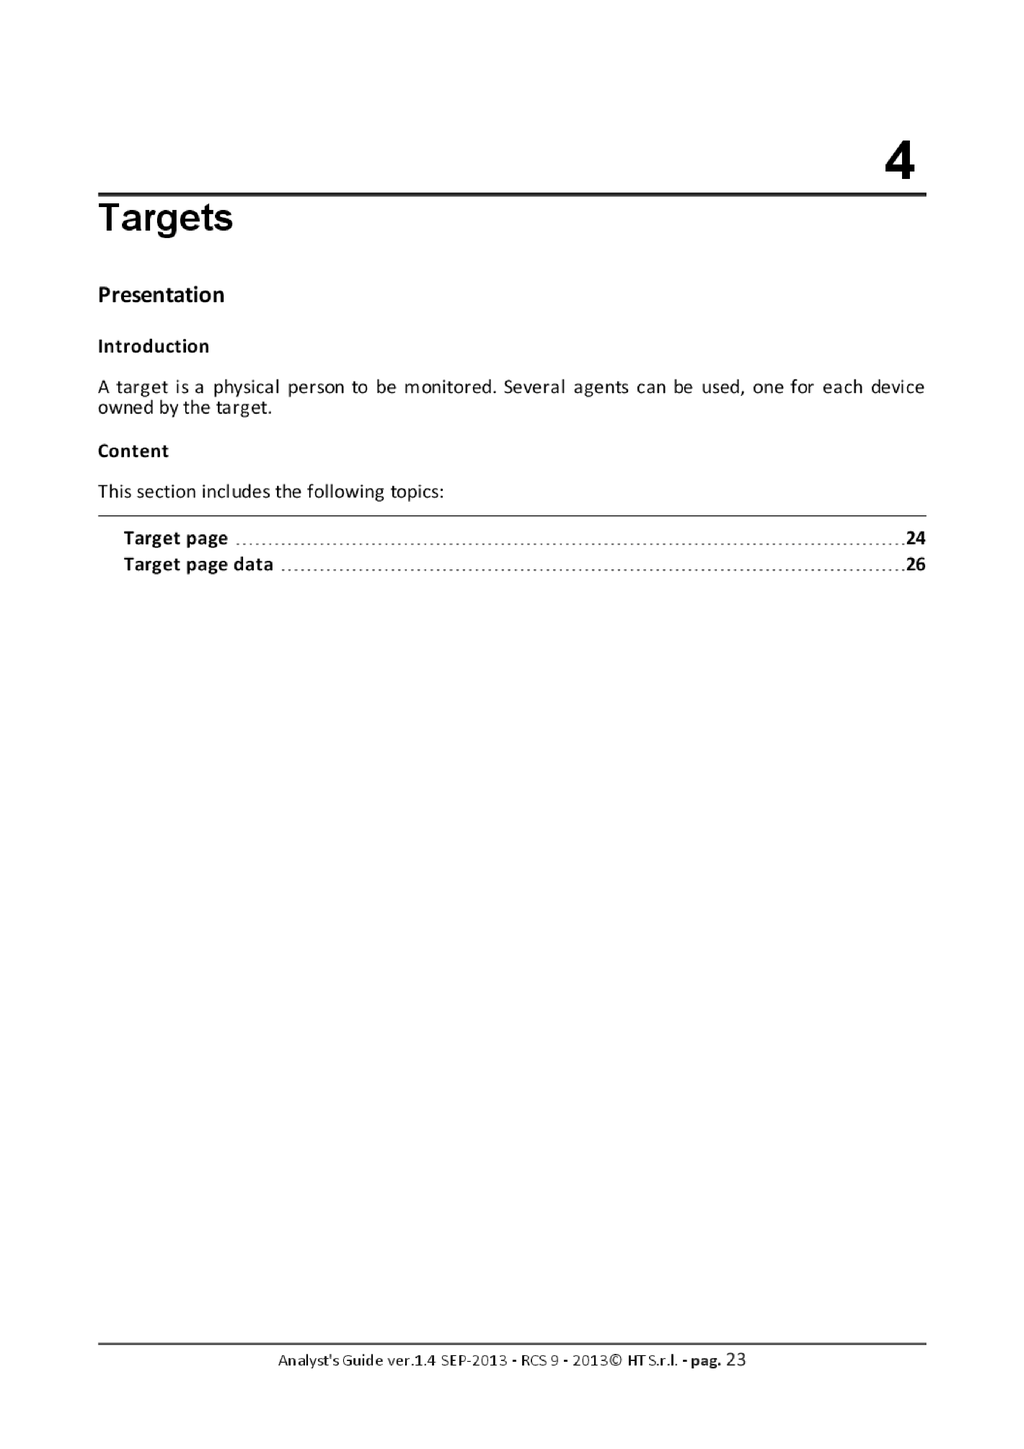 4
Targets
Presentation
Introduction
A target is a physical person to be monitored. Several agents can be used, one for each device
owned by the target.
Content
This section includes the following topics:
Target page 24
Target page data 26
Analyst's Guide ver.1.4 SEP-2013 - RCS 9 - 2013© HT S.r.l. - pag. 23